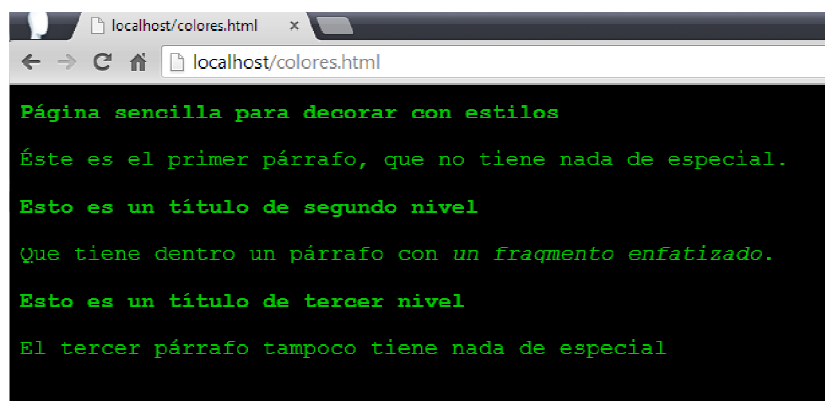 localhost/colores.html
localhost/colores.html
Página sencilla para decorar con estilos
Éste es el primer párrafo, que no tiene nada de especial.
Esto es un título de segundo nivel
Que tiene dentro un párrafo con un fragmento enfatizado.
Esto es un título de tercer nivel
El tercer párrafo tampoco tiene nada de especial